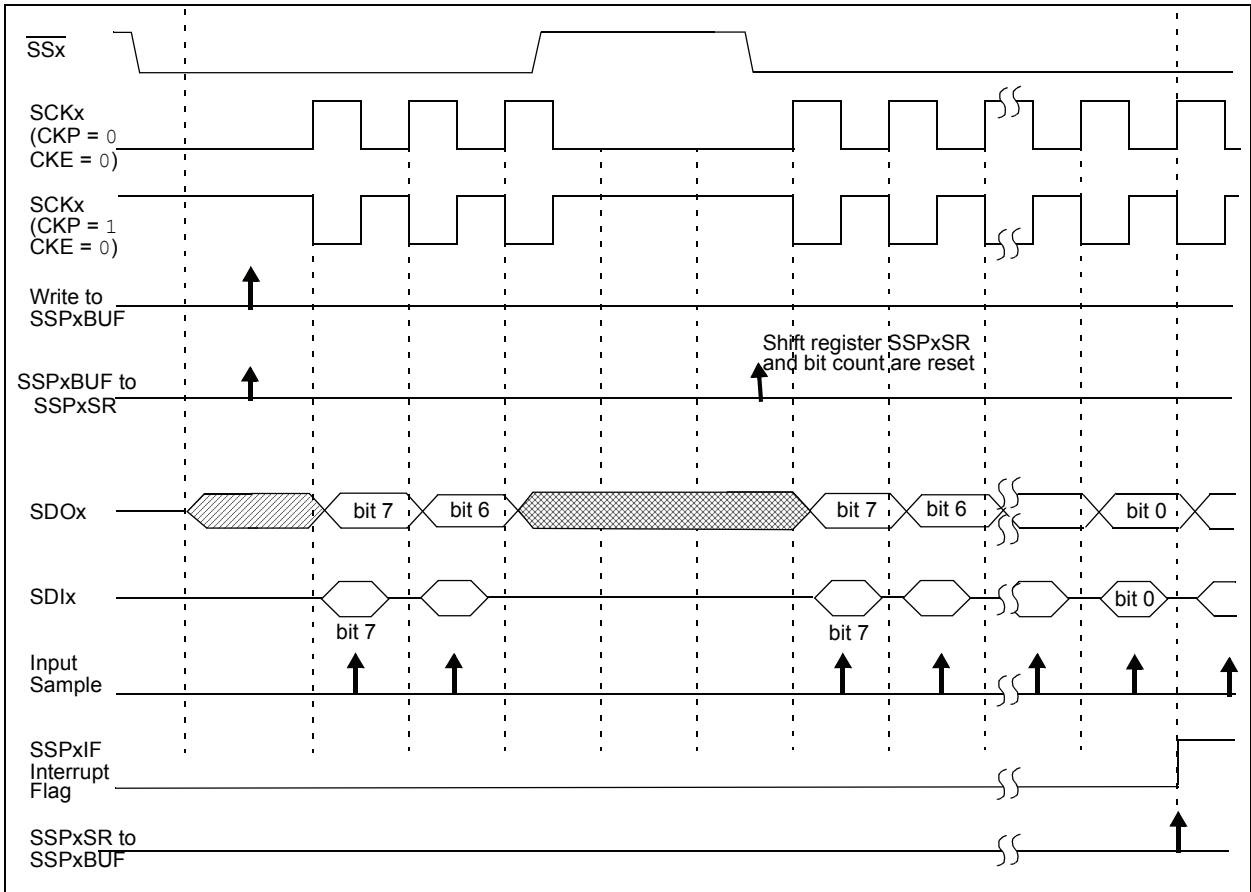 SSx
SCKx
(CKP = 0
CKE = 0)
SCKx
(CKP = 1
CKE = 0)
Write to
SSPxBUF
Shift register SSPxSR
and bit count are reset
SSPxBUF to
SSPxSR
SDOx
bit 7
bit 6
bit 7
bit 6
bit 0
SDIx
bit 0
bit 7
bit 7
Input
Sample
SSPxIF
Interrupt
Flag
SSPxSR to
SSPxBUF